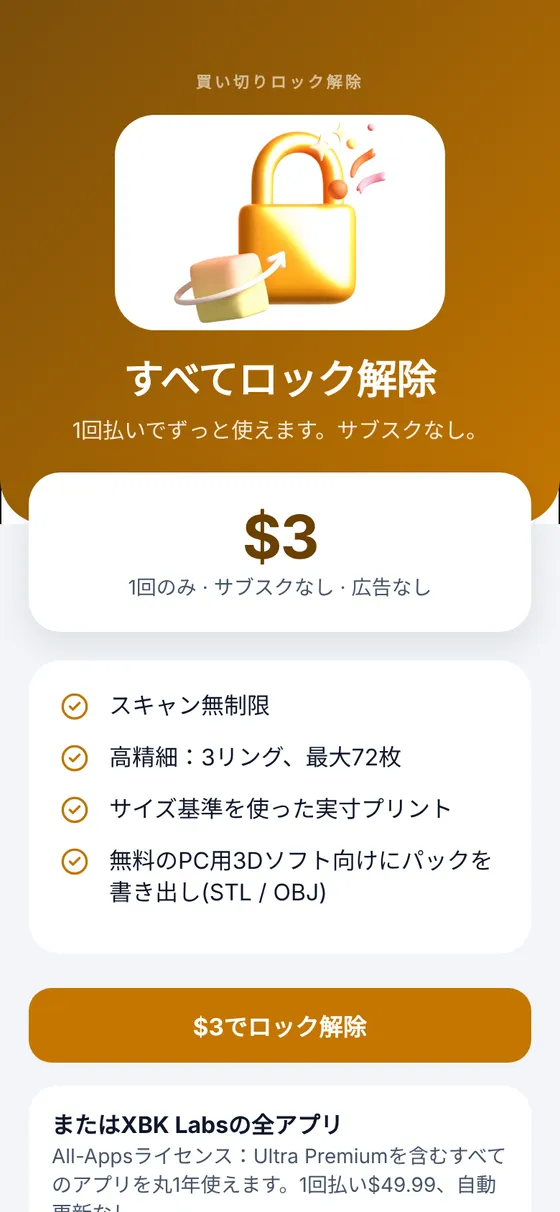 買い切りロック解除
すべてロック解除
1回払いでずっと使えます。サブスクなし。
$3
1回のみ · サブスクなし · 広告なし
スキャン無制限
高精細：3リング、最大72枚
サイズ基準を使った実寸プリント
無料のPC用3Dソフト向けにパックを
書き出し(STL / OBJ)
$3でロック解除
またはXBK Labsの全アプリ
All-Appsライセンス：Ultra Premiumを含むすべて
のアプリを丸1年使えます。1回払い$49.99、自動
更新なし